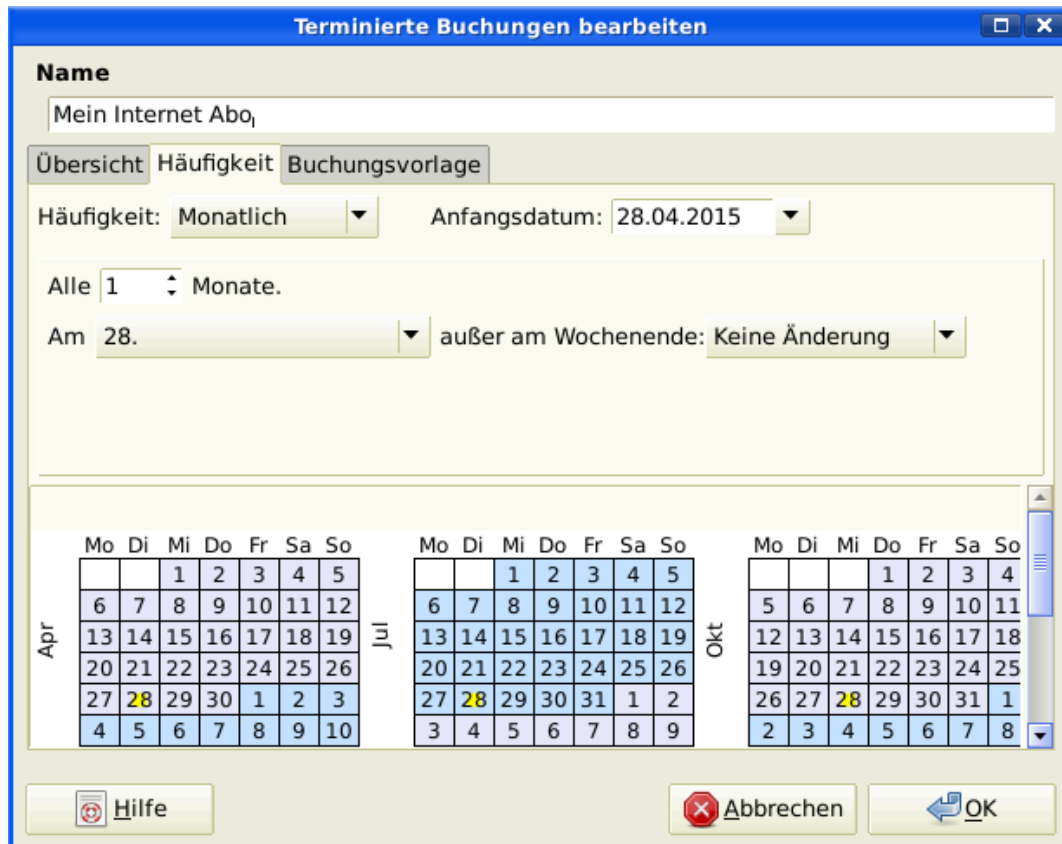 Terminierte Buchungen bearbeiten
Name
Mein Internet Abo
Übersicht Häufigkeit Buchungsvorlage
Häufigkeit: Monatlich Anfangsdatum: 28.04.2015
Alle 1 Monate.
Am 28. außer am Wochenende: Keine Änderung
Apr
Mo Di Mi Do Fr Sa So
1 2 3 4 5
6 7 8 9 10 11 12
13 14 15 16 17 18 19
20 21 22 23 24 25 26
27 28 29 30 1 2 3
4 5 6 7 8 9 10
Jul
Mo Di Mi Do Fr Sa So
1 2 3 4 5
6 7 8 9 10 11 12
13 14 15 16 17 18 19
20 21 22 23 24 25 26
27 28 29 30 31 1 2
3 4 5 6 7 8 9
Okt
Mo Di Mi Do Fr Sa So
1 2 3 4
5 6 7 8 9 10 11
12 13 14 15 16 17 18
19 20 21 22 23 24 25
26 27 28 29 30 31 1
2 3 4 5 6 7 8
Hilfe Abbrechen OK